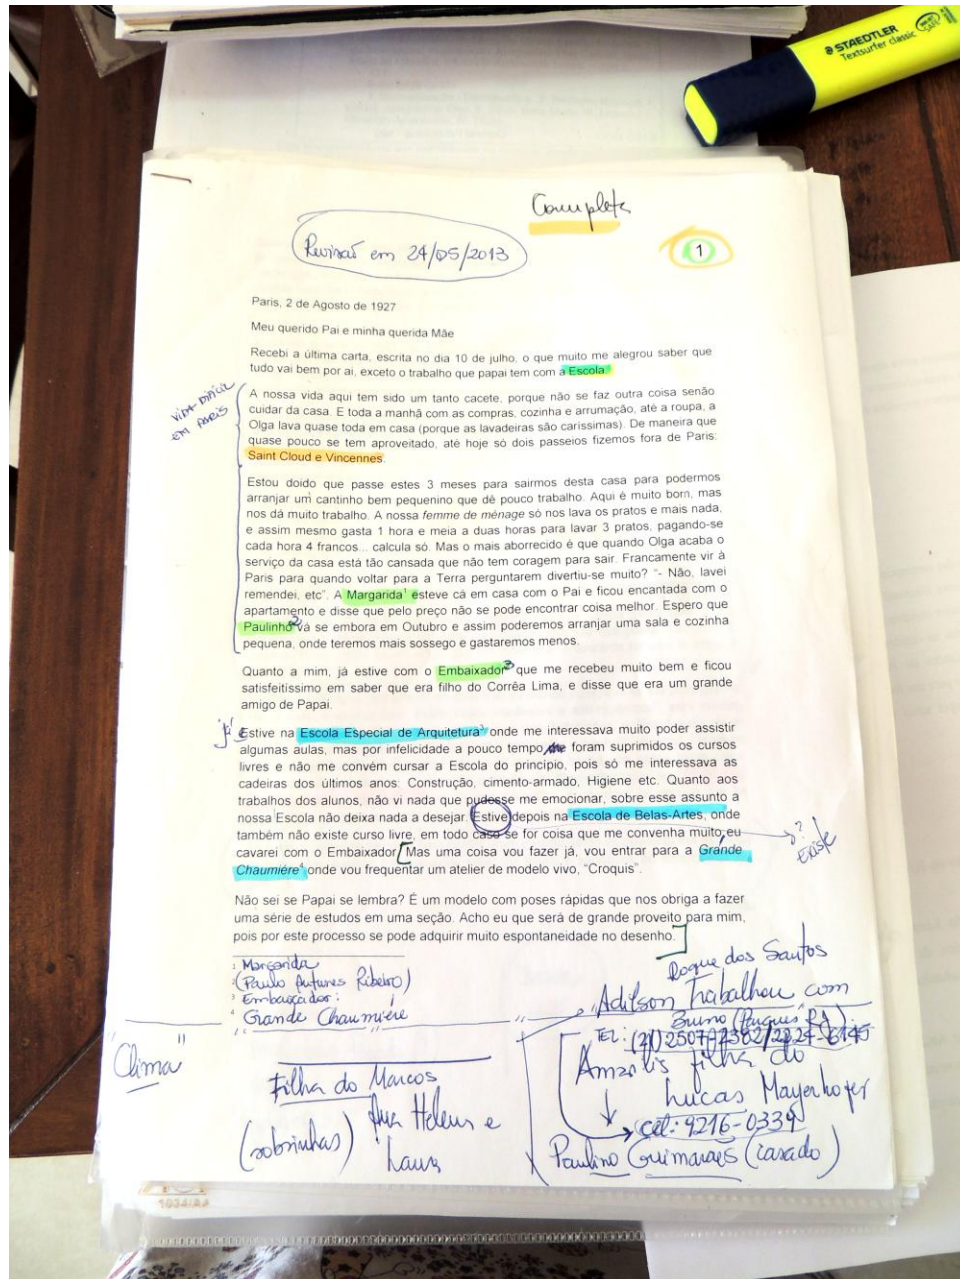 STAEDTLER
Textsurfer classic
Completa
Revisão em 24/05/2013
1
Paris, 2 de Agosto de 1927
Meu querido Pai e minha querida Mãe
Recebi a última carta, escrita no dia 10 de julho, o que muito me alegrou saber que
tudo vai bem por ai, exceto o trabalho que papai tem com a Escola.
VIDA DIFÍCIL
EM PARIS
A nossa vida aqui tem sido um tanto cacete, porque não se faz outra coisa senão
cuidar da casa. E toda a manhã com as compras, cozinha e arrumação, até a roupa, a
Olga lava quase toda em casa (porque as lavadeiras são caríssimas). De maneira que
quase pouco se tem aproveitado, até hoje só dois passeios fizemos fora de Paris:
Saint Cloud e Vincennes.
Estou doido que passe estes 3 meses para sairmos desta casa para podermos
arranjar um cantinho bem pequenino que dê pouco trabalho. Aqui é muito bom, mas
nos dá muito trabalho. A nossa femme de ménage só nos lava os pratos e mais nada,
e assim mesmo gasta 1 hora e meia a duas horas para lavar 3 pratos, pagando-se
cada hora 4 francos... calcula só. Mas o mais aborrecido é que quando Olga acaba o
serviço da casa está tão cansada que não tem coragem para sair. Francamente vir à
Paris para quando voltar para a Terra perguntarem divertiu-se muito? "- Não, lavei
remendei, etc". A Margarida¹ esteve cá em casa com o Pai e ficou encantada com o
apartamento e disse que pelo preço não se pode encontrar coisa melhor. Espero que
Paulinho² vá se embora em Outubro e assim poderemos arranjar uma sala e cozinha
pequena, onde teremos mais sossego e gastaremos menos.
Quanto a mim, já estive com o Embaixador³ que me recebeu muito bem e ficou
satisfeitíssimo em saber que era filho do Corrêa Lima, e disse que era um grande
amigo de Papai.
já Estive na Escola Especial de Arquitetura³ onde me interessava muito poder assistir
algumas aulas, mas por infelicidade a pouco tempo foram suprimidos os cursos
livres e não me convém cursar a Escola do princípio, pois só me interessava as
cadeiras dos últimos anos: Construção, cimento-armado, Higiene etc. Quanto aos
trabalhos dos alunos, não vi nada que pudesse me emocionar, sobre esse assunto a
nossa Escola não deixa nada a desejar. Estive depois na Escola de Belas-Artes, onde
também não existe curso livre, em todo caso se for coisa que me convenha muito, eu
? Existe
cavarei com o Embaixador. [Mas uma coisa vou fazer já, vou entrar para a Grande
Chaumière⁴ onde vou frequentar um atelier de modelo vivo, "Croquis".
Não sei se Papai se lembra? É um modelo com poses rápidas que nos obriga a fazer
uma série de estudos em uma seção. Acho eu que será de grande proveito para mim,
pois por este processo se pode adquirir muito espontaneidade no desenho.]
¹ Margarida
² (Paulo Antunes Ribeiro)
³ Embaixador:
⁴ Grande Chaumière
Roque dos Santos
Adilson Trabalhou com
Bruno (Parques RJ).
TEL: (21) 2507-2382/2224-6145
Amarilis filha do
Lucas Mayerhofer
cel: 9216-0339
Paulino Guimarães (casado)
"Clima"
Filha do Marcos
(sobrinhas) Ana Helena e
Laura
1034/AA